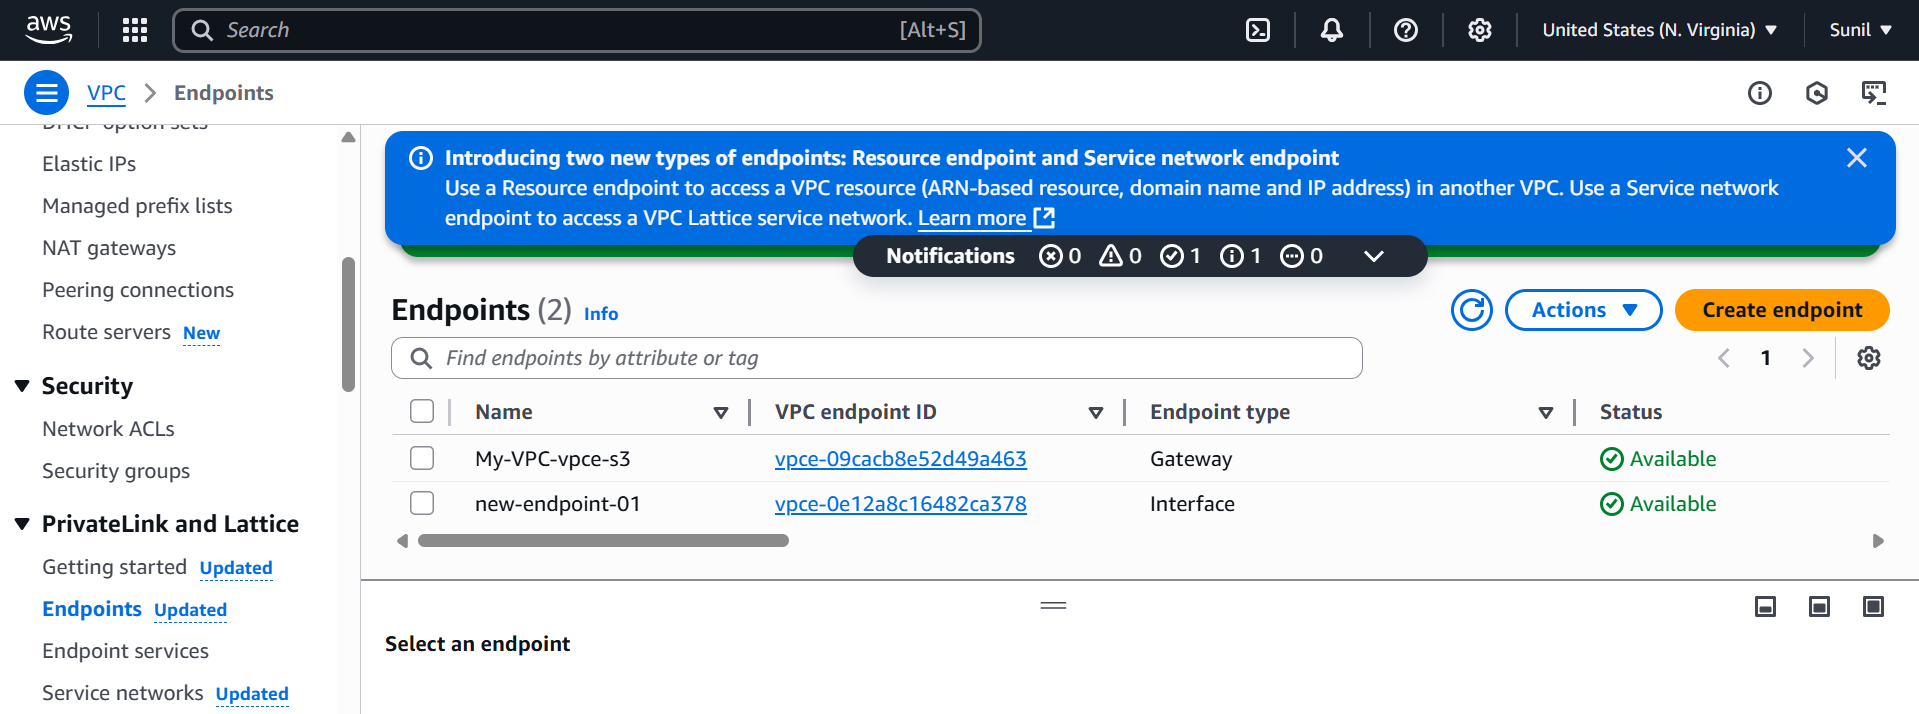 aws
Search [Alt+S]
United States (N. Virginia)
Sunil
VPC
Endpoints
DHCP option sets
Elastic IPs
Managed prefix lists
NAT gateways
Peering connections
Route servers New
Security
Network ACLs
Security groups
PrivateLink and Lattice
Getting started Updated
Endpoints Updated
Endpoint services
Service networks Updated
Introducing two new types of endpoints: Resource endpoint and Service network endpoint
Use a Resource endpoint to access a VPC resource (ARN-based resource, domain name and IP address) in another VPC. Use a Service network
endpoint to access a VPC Lattice service network. Learn more
Notifications 0 0 1 1 0
Endpoints (2) Info
Actions
Create endpoint
Find endpoints by attribute or tag
1
Name VPC endpoint ID Endpoint type Status
My-VPC-vpce-s3 vpce-09cacb8e52d49a463 Gateway Available
new-endpoint-01 vpce-0e12a8c16482ca378 Interface Available
Select an endpoint